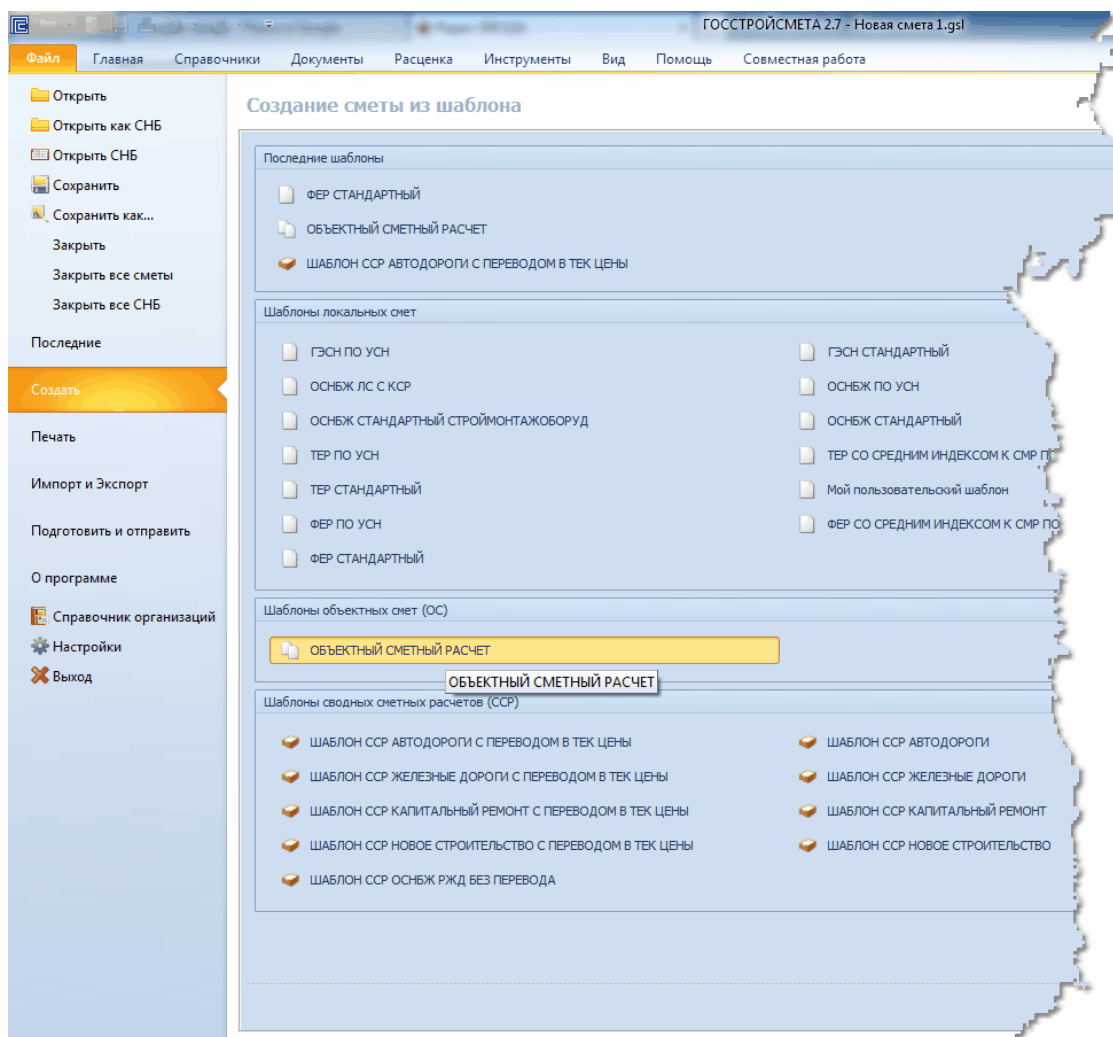 ГОССТРОЙСМЕТА 2.7 - Новая смета 1.gsl
Файл Главная Справочники Документы Расценка Инструменты Вид Помощь Совместная работа
Открыть
Открыть как СНБ
Открыть СНБ
Сохранить
Сохранить как...
Закрыть
Закрыть все сметы
Закрыть все СНБ
Последние
Создать
Печать
Импорт и Экспорт
Подготовить и отправить
О программе
Справочник организаций
Настройки
Выход
Создание сметы из шаблона
Последние шаблоны
ФЕР СТАНДАРТНЫЙ
ОБЪЕКТНЫЙ СМЕТНЫЙ РАСЧЕТ
ШАБЛОН ССР АВТОДОРОГИ С ПЕРЕВОДОМ В ТЕК ЦЕНЫ
Шаблоны локальных смет
ГЭСН ПО УСН ГЭСН СТАНДАРТНЫЙ
ОСНБЖ ЛС С КСР ОСНБЖ ПО УСН
ОСНБЖ СТАНДАРТНЫЙ СТРОЙМОНТАЖОБОРУД ОСНБЖ СТАНДАРТНЫЙ
ТЕР ПО УСН ТЕР СО СРЕДНИМ ИНДЕКСОМ К СМР
ТЕР СТАНДАРТНЫЙ Мой пользовательский шаблон
ФЕР ПО УСН ФЕР СО СРЕДНИМ ИНДЕКСОМ К СМР ПО
ФЕР СТАНДАРТНЫЙ
Шаблоны объектных смет (ОС)
ОБЪЕКТНЫЙ СМЕТНЫЙ РАСЧЕТ
ОБЪЕКТНЫЙ СМЕТНЫЙ РАСЧЕТ
Шаблоны сводных сметных расчетов (ССР)
ШАБЛОН ССР АВТОДОРОГИ С ПЕРЕВОДОМ В ТЕК ЦЕНЫ ШАБЛОН ССР АВТОДОРОГИ
ШАБЛОН ССР ЖЕЛЕЗНЫЕ ДОРОГИ С ПЕРЕВОДОМ В ТЕК ЦЕНЫ ШАБЛОН ССР ЖЕЛЕЗНЫЕ ДОРОГИ
ШАБЛОН ССР КАПИТАЛЬНЫЙ РЕМОНТ С ПЕРЕВОДОМ В ТЕК ЦЕНЫ ШАБЛОН ССР КАПИТАЛЬНЫЙ РЕМОНТ
ШАБЛОН ССР НОВОЕ СТРОИТЕЛЬСТВО С ПЕРЕВОДОМ В ТЕК ЦЕНЫ ШАБЛОН ССР НОВОЕ СТРОИТЕЛЬСТВО
ШАБЛОН ССР ОСНБЖ РЖД БЕЗ ПЕРЕВОДА